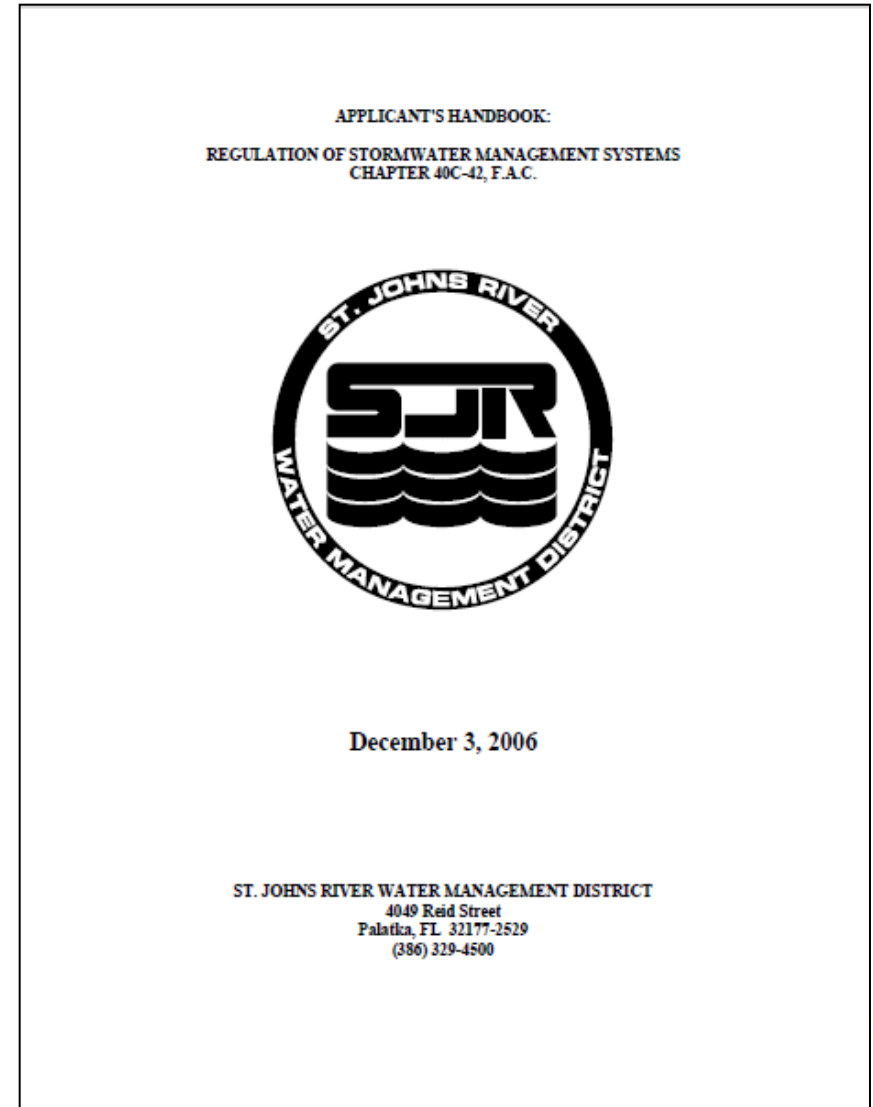 APPLICANT'S HANDBOOK:
REGULATION OF STORMWATER MANAGEMENT SYSTEMS
CHAPTER 40C-42, F.A.C.
ST. JOHNS RIVER
SJR
WATER MANAGEMENT DISTRICT
December 3, 2006
ST. JOHNS RIVER WATER MANAGEMENT DISTRICT
4049 Reid Street
Palatka, FL 32177-2529
(386) 329-4500